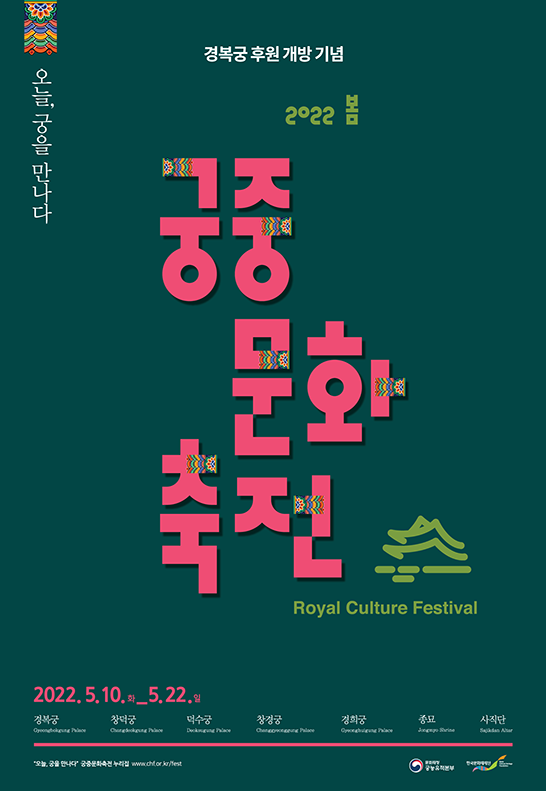 오늘, 궁을 만나다
경복궁 후원 개방 기념
2022 봄
궁중
문화
축전
Royal Culture Festival
2022. 5. 10. 화_5. 22. 일
경복궁 창덕궁 덕수궁 창경궁 경희궁 종묘 사직단
Gyeongbokgung Palace Changdeokgung Palace Deoksugung Palace Changgyeonggung Palace Gyeonghuigung Palace Jongmyo Shrine Sajikdan Altar
"오늘, 궁을 만나다" 궁중문화축전 누리집 www.chf.or.kr/fest
문화재청
궁능유적본부
한국문화재재단